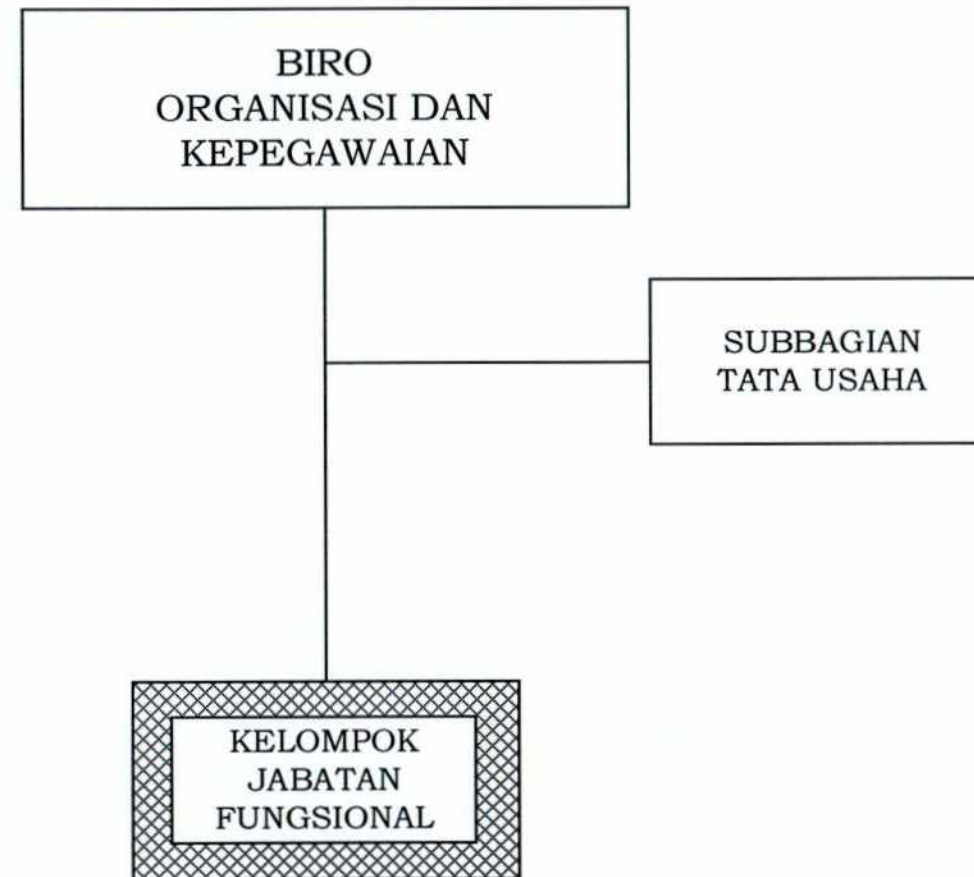 BIRO
ORGANISASI DAN
KEPEGAWAIAN
SUBBAGIAN
TATA USAHA
KELOMPOK
JABATAN
FUNGSIONAL